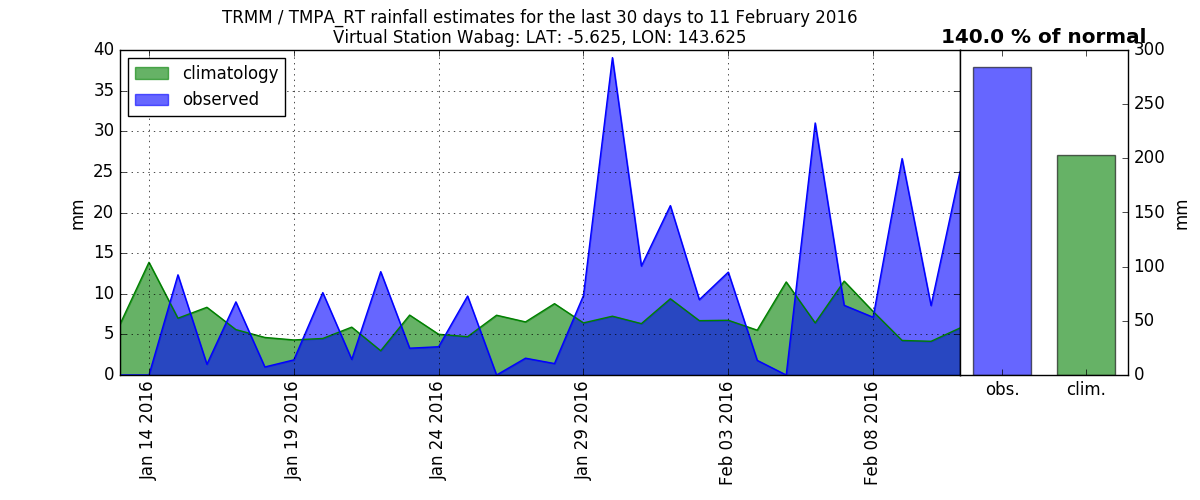 TRMM / TMPA_RT rainfall estimates for the last 30 days to 11 February 2016
Virtual Station Wabag: LAT: -5.625, LON: 143.625
140.0 % of normal
climatology
observed
mm
40
35
30
25
20
15
10
5
0
Jan 14 2016
Jan 19 2016
Jan 24 2016
Jan 29 2016
Feb 03 2016
Feb 08 2016
obs.
clim.
300
250
200
150
100
50
0
mm